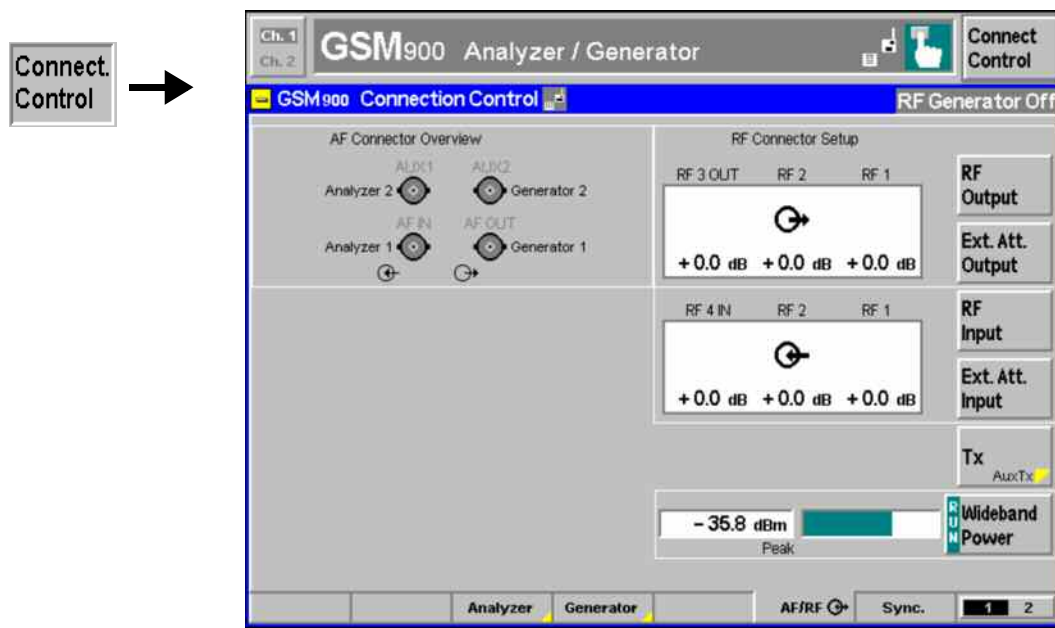 Connect.
Control
Ch. 1
Ch. 2
GSM900 Analyzer / Generator
Connect
Control
GSM900 Connection Control
RF Generator Off
AF Connector Overview
AUX1 AUX2
Analyzer 2 Generator 2
AF IN AF OUT
Analyzer 1 Generator 1
RF Connector Setup
RF 3 OUT RF 2 RF 1
+ 0.0 dB + 0.0 dB + 0.0 dB
RF
Output
Ext. Att.
Output
RF 4 IN RF 2 RF 1
+ 0.0 dB + 0.0 dB + 0.0 dB
RF
Input
Ext. Att.
Input
Tx
AuxTx
– 35.8 dBm
Peak
RUN
Wideband
Power
Analyzer Generator AF/RF Sync. 1 2